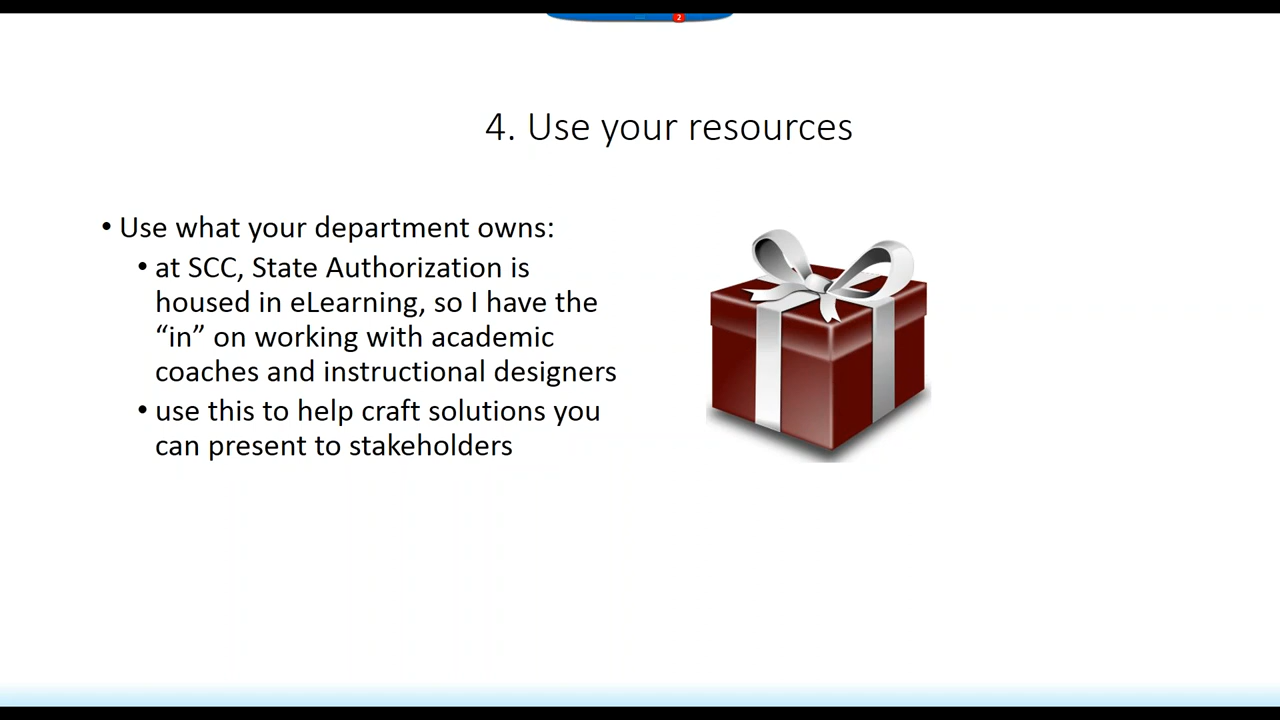 2
4. Use your resources
• Use what your department owns:
• at SCC, State Authorization is
housed in eLearning, so I have the
“in” on working with academic
coaches and instructional designers
• use this to help craft solutions you
can present to stakeholders